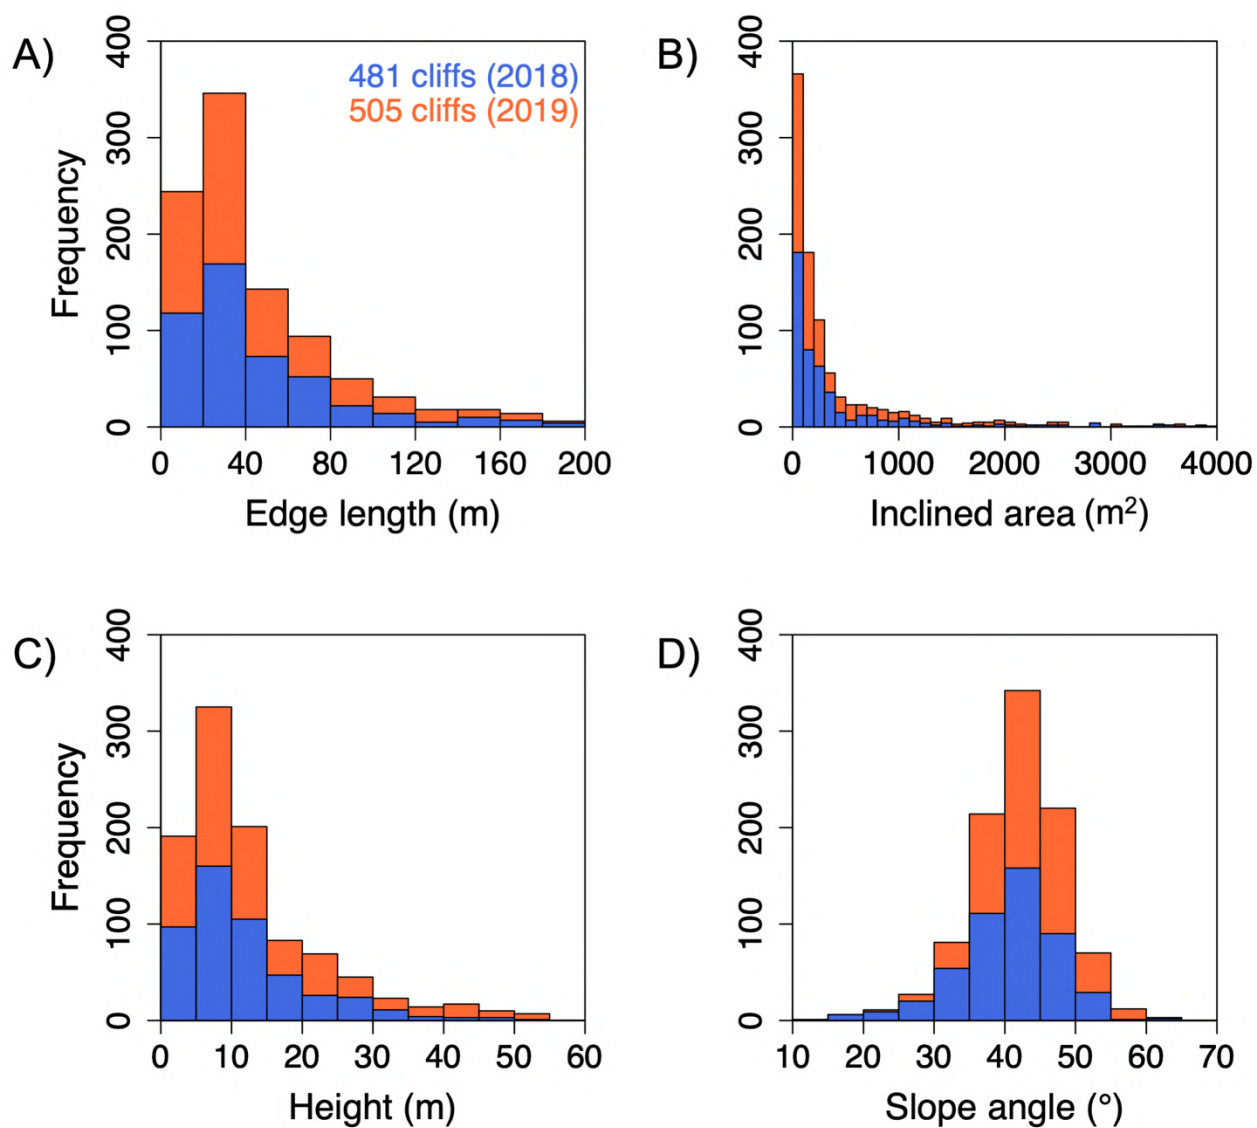 A)
481 cliffs (2018)
505 cliffs (2019)
Frequency
0 100 200 300 400
0 40 80 120 160 200
Edge length (m)
B)
0 100 200 300 400
0 1000 2000 3000 4000
Inclined area (m²)
C)
Frequency
0 100 200 300 400
0 10 20 30 40 50 60
Height (m)
D)
0 100 200 300 400
10 20 30 40 50 60 70
Slope angle (°)